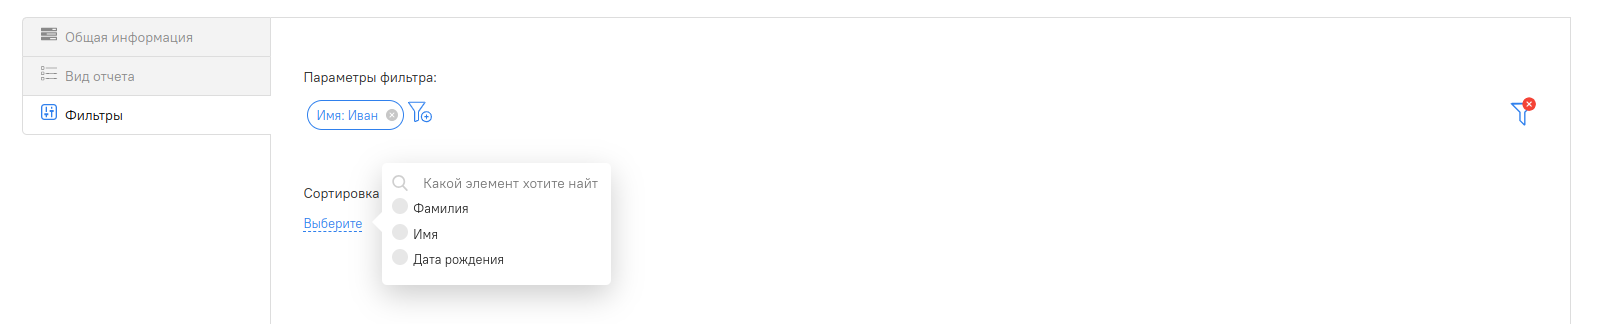 Общая информация
Вид отчета
Фильтры
Параметры фильтра:
Имя: Иван
Сортировка
Выберите
Какой элемент хотите найт
Фамилия
Имя
Дата рождения